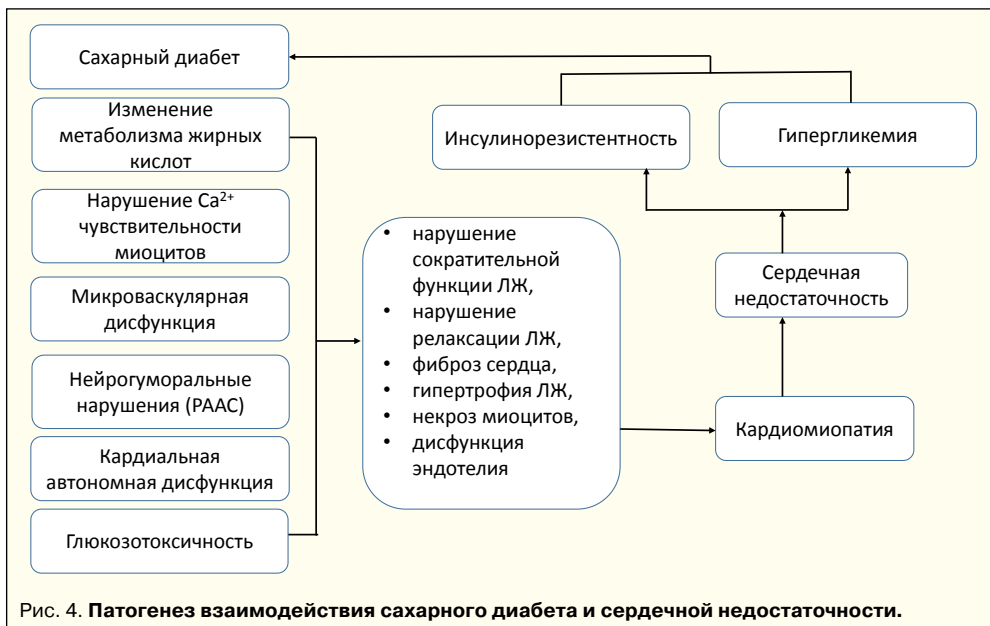 Сахарный диабет
Изменение
метаболизма жирных
кислот
Нарушение Ca²⁺
чувствительности
миоцитов
Микроваскулярная
дисфункция
Нейрогуморальные
нарушения (РААС)
Кардиальная
автономная дисфункция
Глюкозотоксичность
• нарушение
сократительной
функции ЛЖ,
• нарушение
релаксации ЛЖ,
• фиброз сердца,
• гипертрофия ЛЖ,
• некроз миоцитов,
• дисфункция
эндотелия
Инсулинорезистентность
Гипергликемия
Сердечная
недостаточность
Кардиомиопатия
Рис. 4. Патогенез взаимодействия сахарного диабета и сердечной недостаточности.